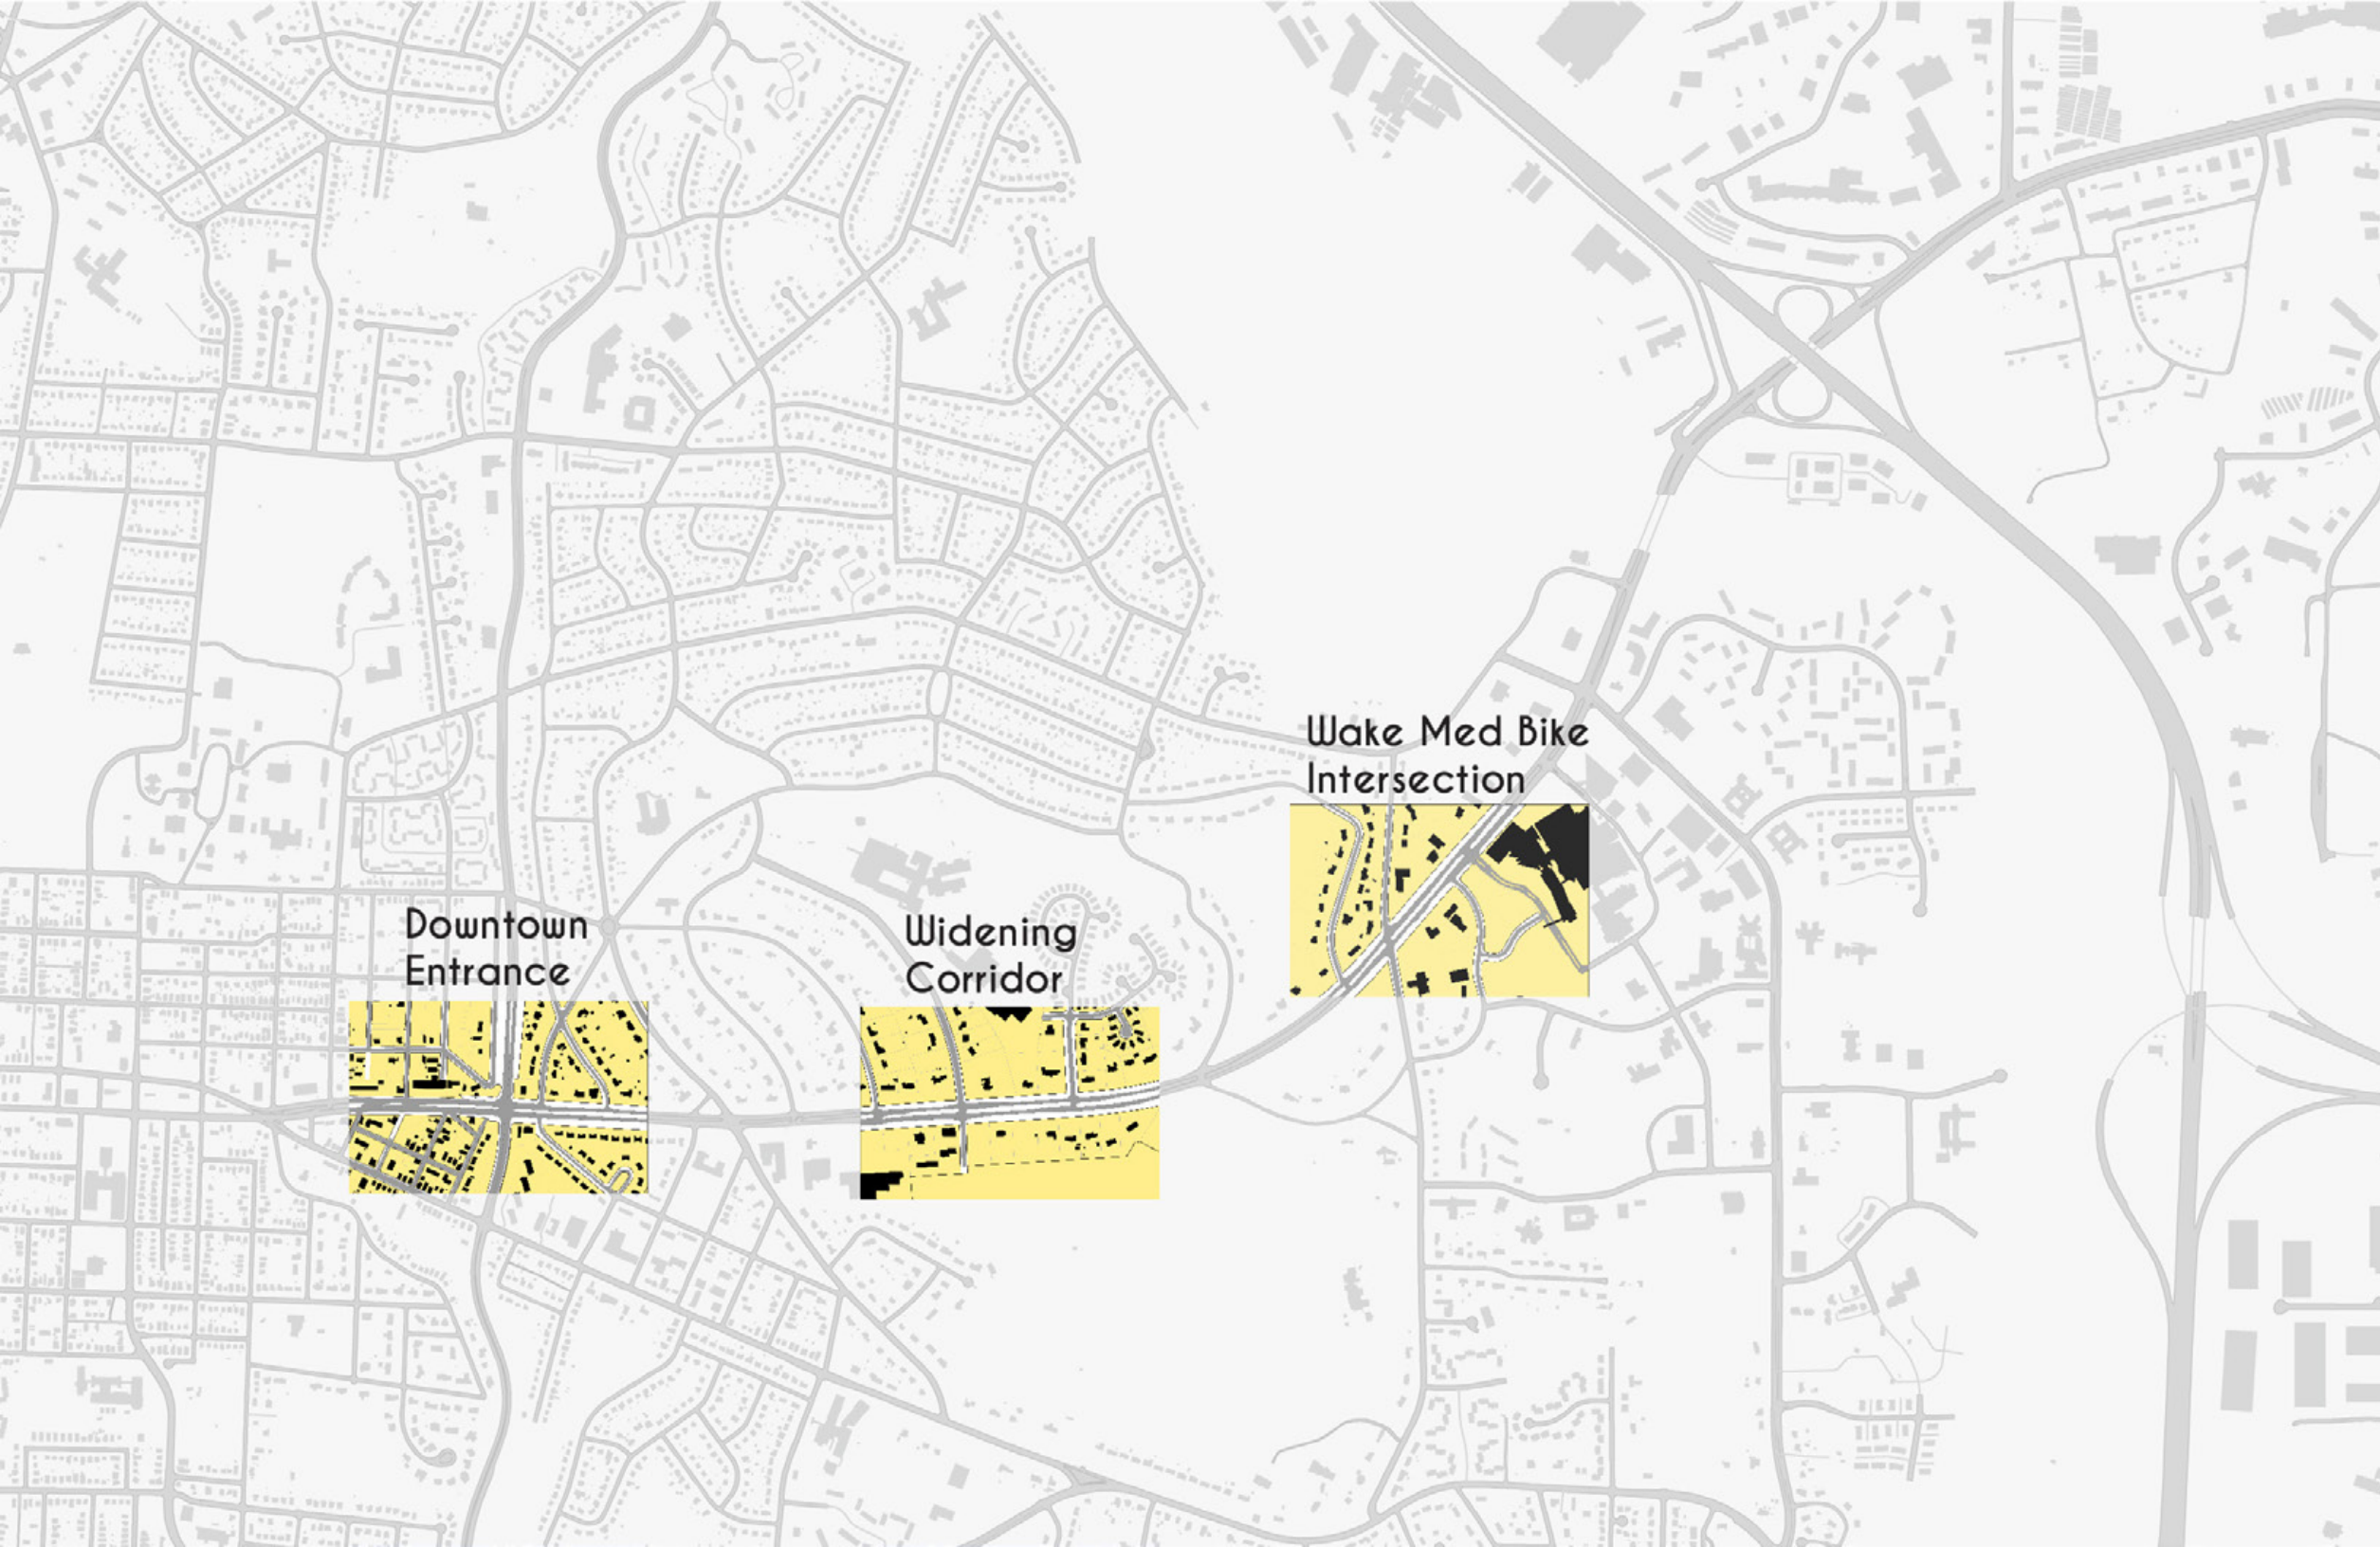 Wake Med Bike
Intersection
Downtown
Entrance
Widening
Corridor